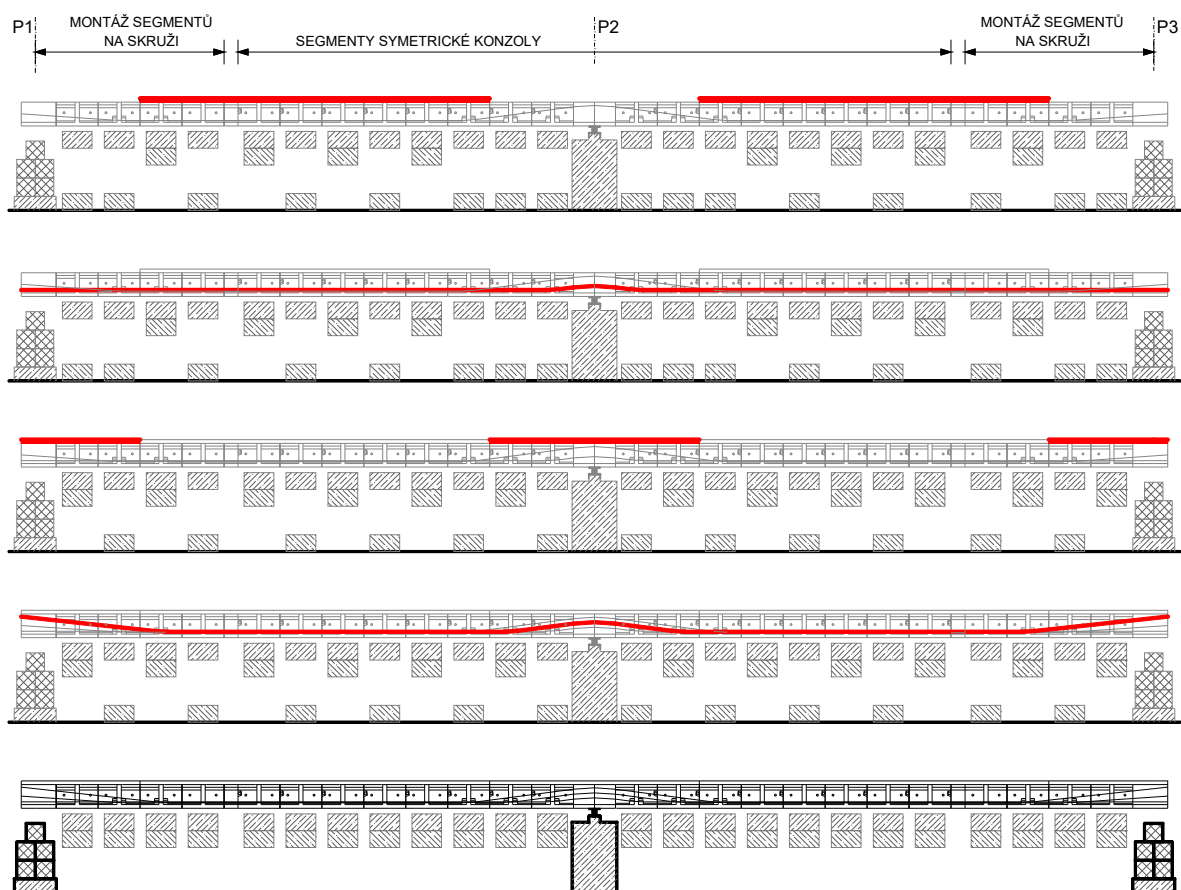 P1
MONTÁŽ SEGMENTŮ
NA SKRUŽI
SEGMENTY SYMETRICKÉ KONZOLY
P2
MONTÁŽ SEGMENTŮ
NA SKRUŽI
P3